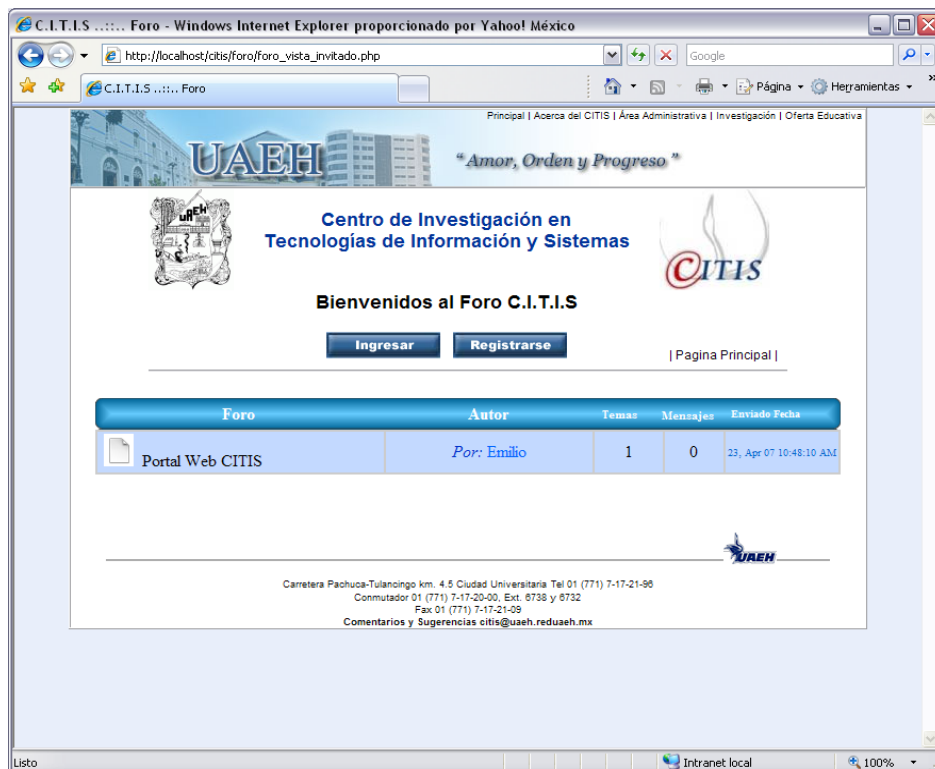 C.I.T.I.S ..::.. Foro - Windows Internet Explorer proporcionado por Yahoo! México
http://localhost/citis/foro/foro_vista_invitado.php
Google
C.I.T.I.S ..::.. Foro
Página
Herramientas
Principal | Acerca del CITIS | Área Administrativa | Investigación | Oferta Educativa
UAEH
“ Amor, Orden y Progreso ”
UAEH
Centro de Investigación en
Tecnologías de Información y Sistemas
CITIS
Bienvenidos al Foro C.I.T.I.S
Ingresar
Registrarse
| Pagina Principal |
Foro Autor Temas Mensajes Enviado Fecha
Portal Web CITIS Por: Emilio 1 0 23, Apr 07 10:48:10 AM
UAEH
Carretera Pachuca-Tulancingo km. 4.5 Ciudad Universitaria Tel 01 (771) 7-17-21-96
Conmutador 01 (771) 7-17-20-00, Ext. 6738 y 6732
Fax 01 (771) 7-17-21-09
Comentarios y Sugerencias citis@uaeh.reduaeh.mx
Listo
Intranet local
100%